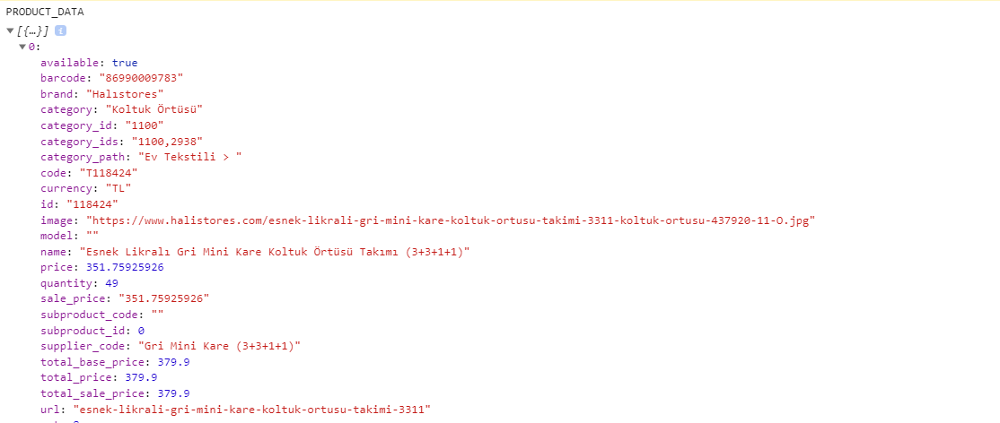 PRODUCT_DATA
[{…}] i
0:
available: true
barcode: "86990009783"
brand: "Halıstores"
category: "Koltuk Örtüsü"
category_id: "1100"
category_ids: "1100,2938"
category_path: "Ev Tekstili > "
code: "T118424"
currency: "TL"
id: "118424"
image: "https://www.halistores.com/esnek-likrali-gri-mini-kare-koltuk-ortusu-takimi-3311-koltuk-ortusu-437920-11-O.jpg"
model: ""
name: "Esnek Likralı Gri Mini Kare Koltuk Örtüsü Takımı (3+3+1+1)"
price: 351.75925926
quantity: 49
sale_price: "351.75925926"
subproduct_code: ""
subproduct_id: 0
supplier_code: "Gri Mini Kare (3+3+1+1)"
total_base_price: 379.9
total_price: 379.9
total_sale_price: 379.9
url: "esnek-likrali-gri-mini-kare-koltuk-ortusu-takimi-3311"